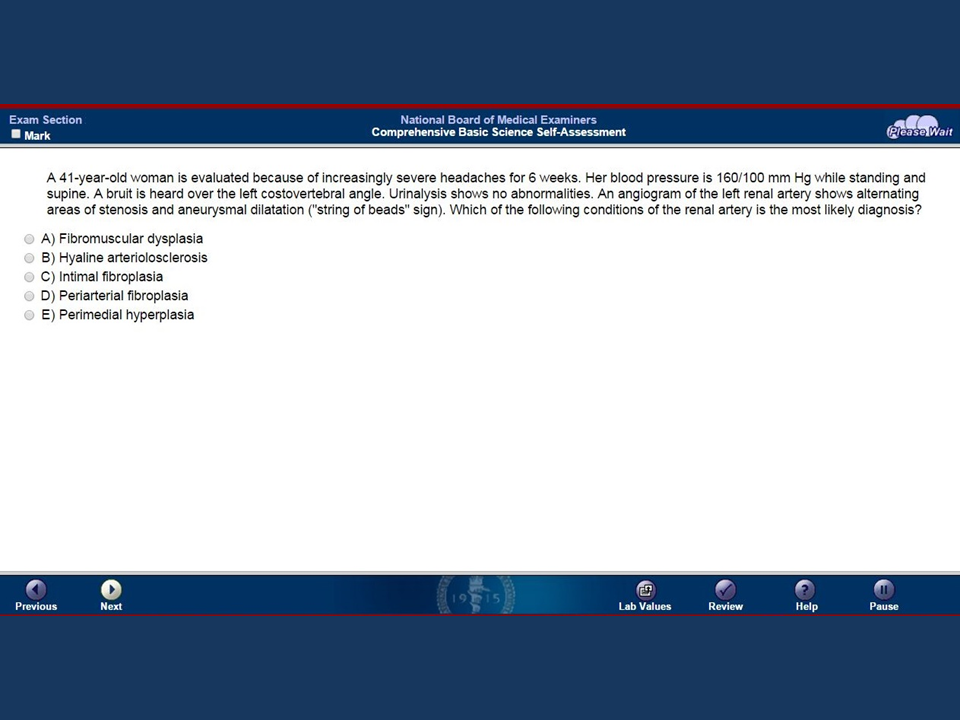 Exam Section
Mark
National Board of Medical Examiners
Comprehensive Basic Science Self-Assessment
Please Wait
A 41-year-old woman is evaluated because of increasingly severe headaches for 6 weeks. Her blood pressure is 160/100 mm Hg while standing and
supine. A bruit is heard over the left costovertebral angle. Urinalysis shows no abnormalities. An angiogram of the left renal artery shows alternating
areas of stenosis and aneurysmal dilatation ("string of beads" sign). Which of the following conditions of the renal artery is the most likely diagnosis?
A) Fibromuscular dysplasia
B) Hyaline arteriolosclerosis
C) Intimal fibroplasia
D) Periarterial fibroplasia
E) Perimedial hyperplasia
1915
Previous
Next
Lab Values
Review
Help
Pause